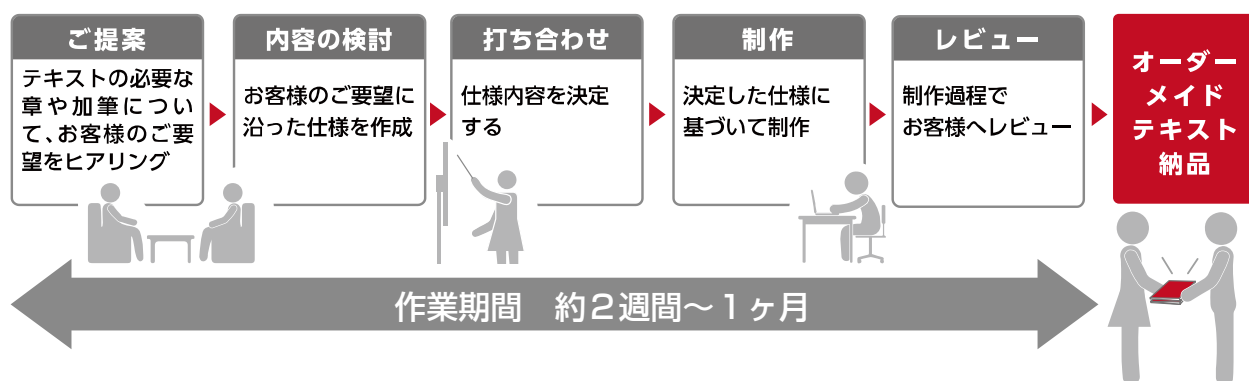 ご提案
テキストの必要な
章や加筆につい
て、お客様のご要
望をヒアリング
内容の検討
お客様のご要望に
沿った仕様を作成
打ち合わせ
仕様内容を決定
する
制作
決定した仕様に
基づいて制作
レビュー
制作過程で
お客様へレビュー
オーダー
メイド
テキスト
納品
作業期間　約２週間～１ヶ月